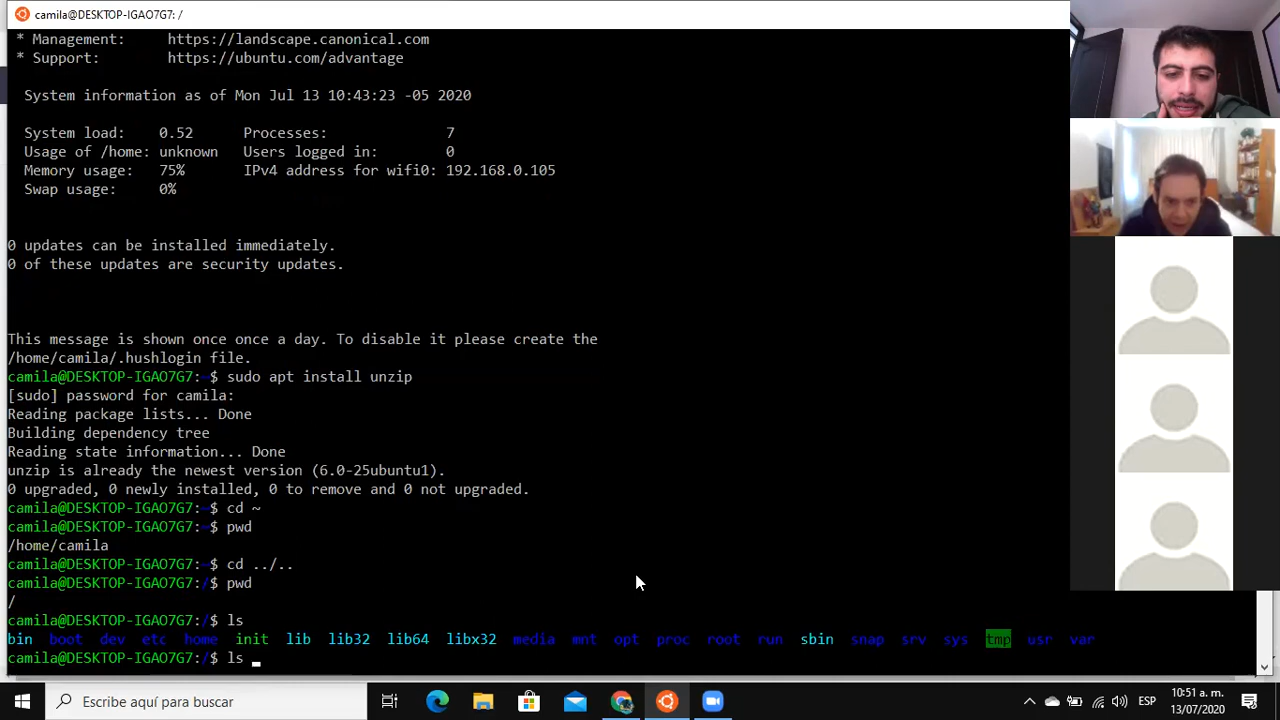 camila@DESKTOP-IGAO7G7: /
* Management: https://landscape.canonical.com
* Support: https://ubuntu.com/advantage
System information as of Mon Jul 13 10:43:23 -05 2020
System load: 0.52 Processes: 7
Usage of /home: unknown Users logged in: 0
Memory usage: 75% IPv4 address for wifi0: 192.168.0.105
Swap usage: 0%
0 updates can be installed immediately.
0 of these updates are security updates.
This message is shown once once a day. To disable it please create the
/home/camila/.hushlogin file.
camila@DESKTOP-IGAO7G7:~$ sudo apt install unzip
[sudo] password for camila:
Reading package lists... Done
Building dependency tree
Reading state information... Done
unzip is already the newest version (6.0-25ubuntu1).
0 upgraded, 0 newly installed, 0 to remove and 0 not upgraded.
camila@DESKTOP-IGAO7G7:~$ cd ~
camila@DESKTOP-IGAO7G7:~$ pwd
/home/camila
camila@DESKTOP-IGAO7G7:~$ cd ../..
camila@DESKTOP-IGAO7G7:/$ pwd
/
camila@DESKTOP-IGAO7G7:/$ ls
bin boot dev etc home init lib lib32 lib64 libx32 media mnt opt proc root run sbin snap srv sys tmp usr var
camila@DESKTOP-IGAO7G7:/$ ls
Escribe aquí para buscar
ESP
10:51 a. m.
13/07/2020